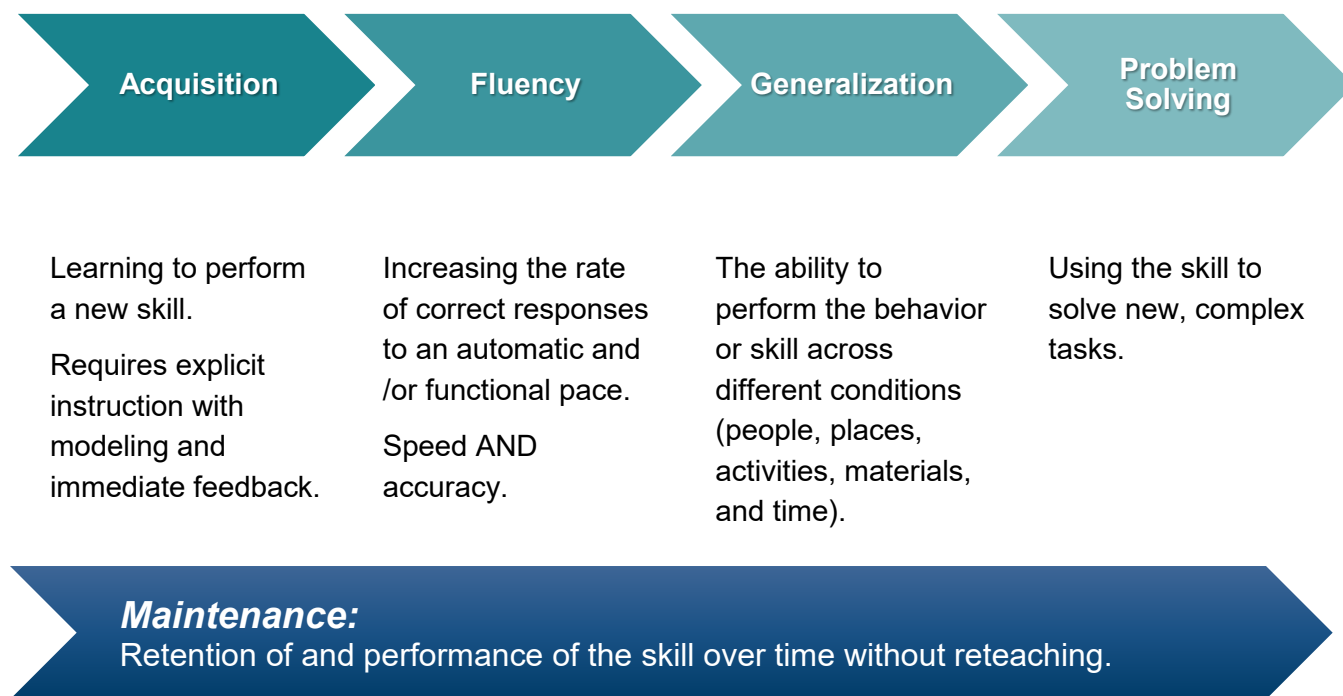 Acquisition
Fluency
Generalization
Problem
Solving
Learning to perform
a new skill.
Requires explicit
instruction with
modeling and
immediate feedback.
Increasing the rate
of correct responses
to an automatic and
/or functional pace.
Speed AND
accuracy.
The ability to
perform the behavior
or skill across
different conditions
(people, places,
activities, materials,
and time).
Using the skill to
solve new, complex
tasks.
Maintenance:
Retention of and performance of the skill over time without reteaching.